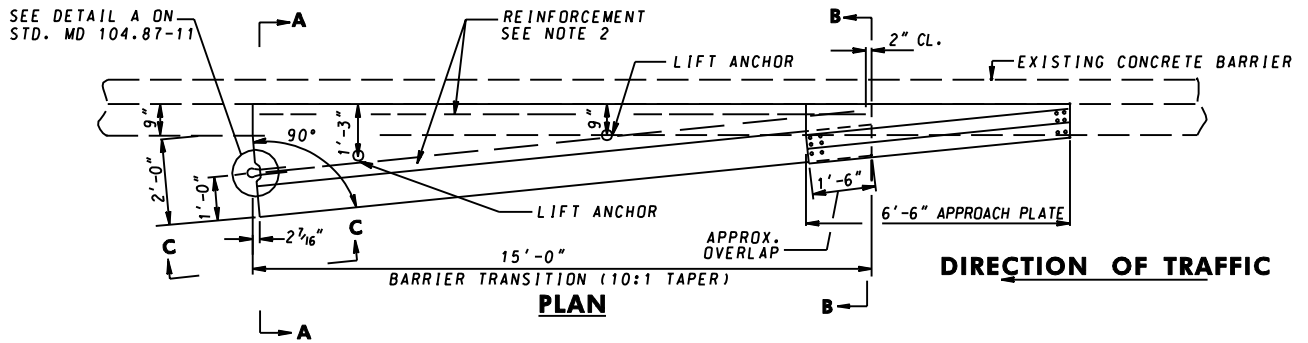 SEE DETAIL A ON
STD. MD 104.87-11
A
REINFORCEMENT
SEE NOTE 2
B
2" CL.
LIFT ANCHOR
EXISTING CONCRETE BARRIER
9"
90°
1'-3"
9"
2'-0"
1'-0"
1'-6"
LIFT ANCHOR
6'-6" APPROACH PLATE
C
2 7/16"
C
APPROX.
OVERLAP
15'-0"
BARRIER TRANSITION (10:1 TAPER)
DIRECTION OF TRAFFIC
PLAN
B
A